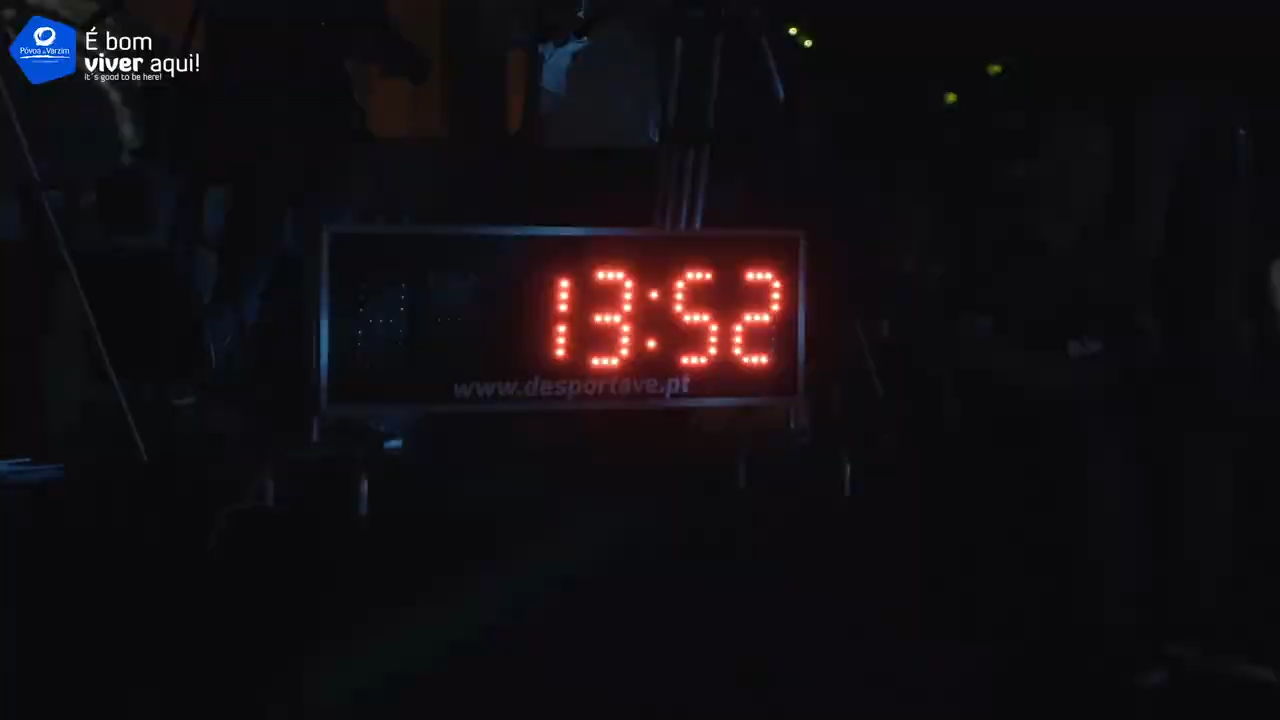 Póvoa de Varzim
É bom
viver aqui!
it's good to be here!
13:52
www.desportave.pt